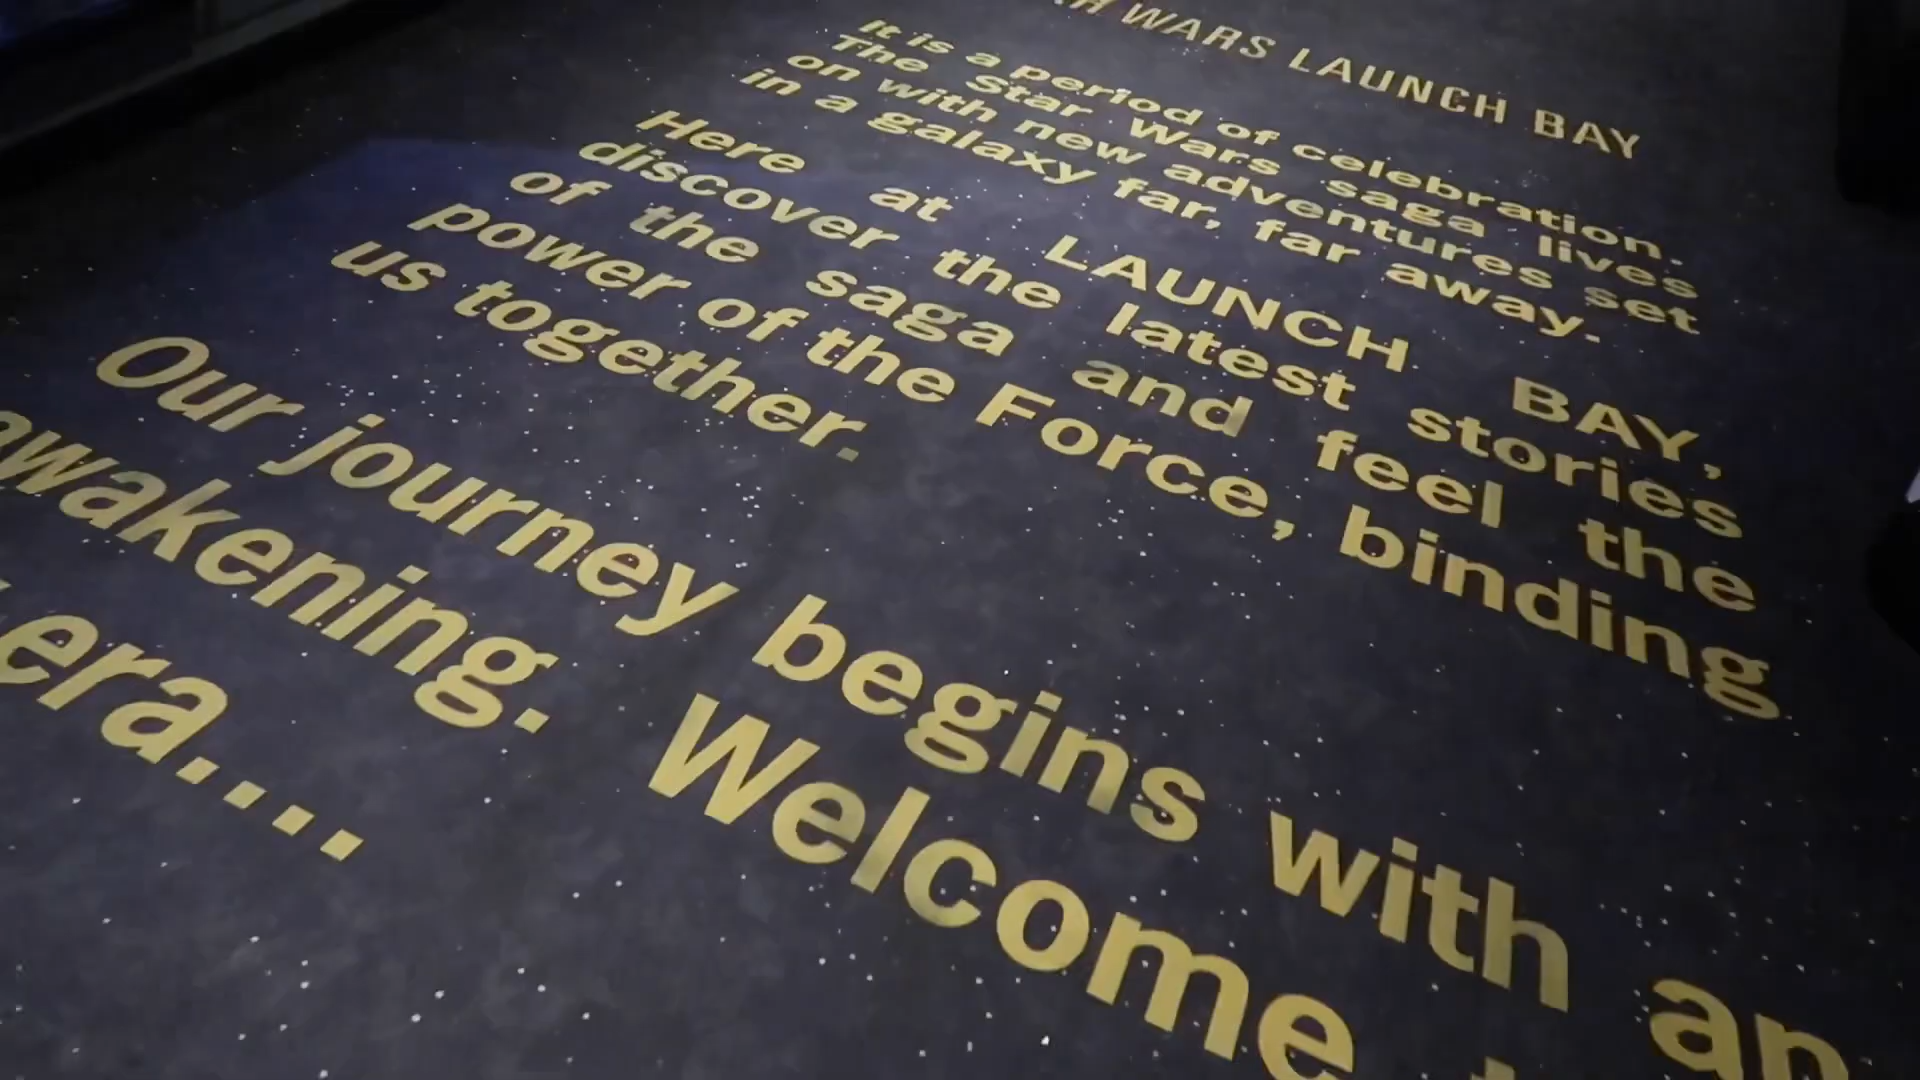 WARS LAUNCH BAY
It is a period of celebration.
The Star Wars saga lives
on with new adventures set
in a galaxy far, far away.
Here at LAUNCH BAY,
discover the latest stories
of the saga and feel the
power of the Force, binding
us together.
Our journey begins with an
awakening. Welcome
era....